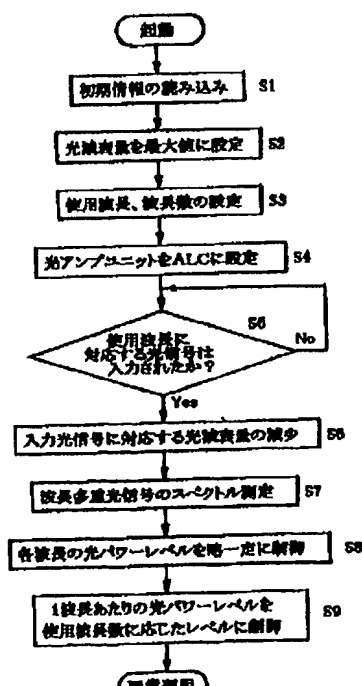 起動
初期情報の読み込み S1
光減衰量を最大値に設定 S2
使用波長、波長数の設定 S3
光アンプユニットをALCに設定 S4
使用波長に
対応する光信号は
入力されたか？
S5
No
Yes
入力光信号に対応する光減衰量の減少 S6
波長多重光信号のスペクトル測定 S7
各波長の光パワーレベルを略一定に制御 S8
1波長あたりの光パワーレベルを
使用波長数に応じたレベルに制御
S9